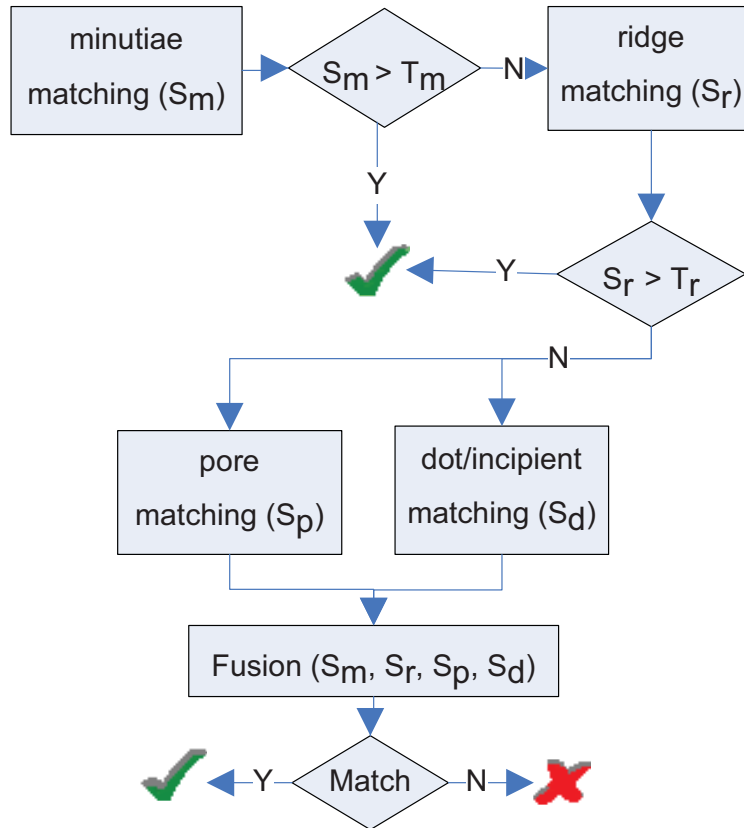 minutiae
matching (Sm)
Sm > Tm
N
ridge
matching (Sr)
Y
Sr > Tr
Y
N
pore
matching (Sp)
dot/incipient
matching (Sd)
Fusion (Sm, Sr, Sp, Sd)
Y
Match
N